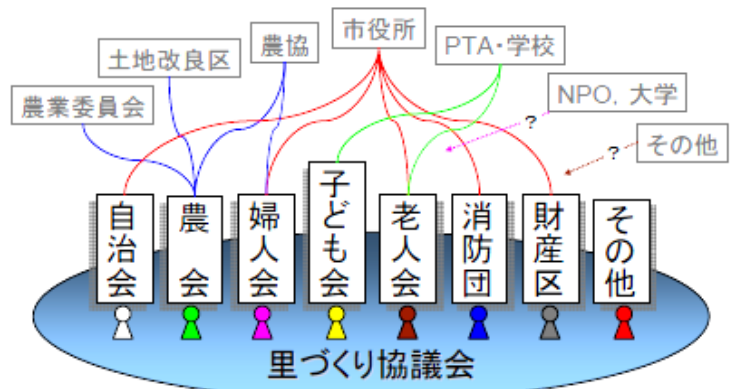 市役所
農協
PTA・学校
土地改良区
農業委員会
NPO, 大学
?
その他
?
自治会
農 会
婦人会
子ども会
老人会
消防団
財産区
その他
里づくり協議会